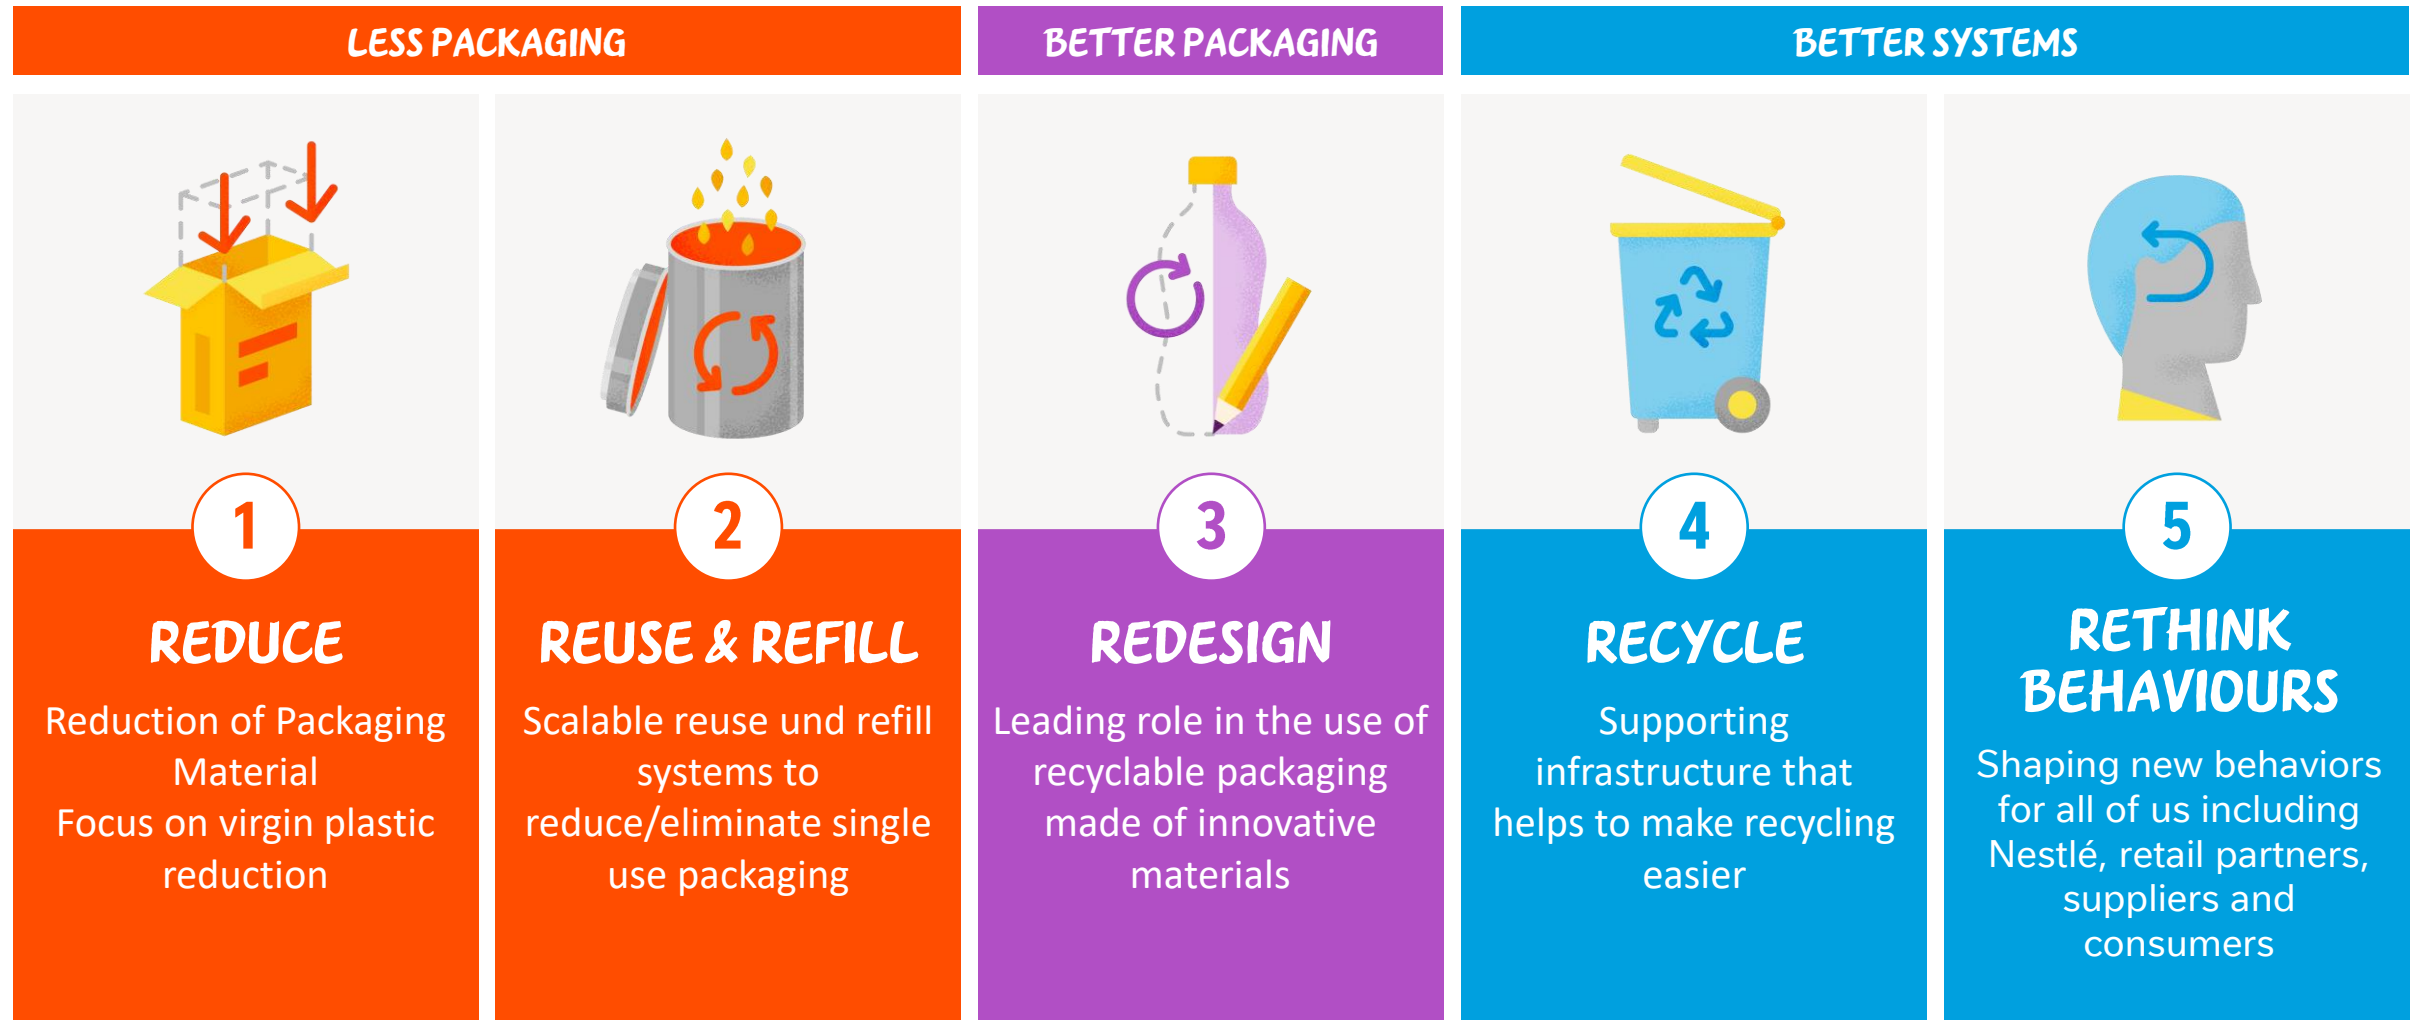 LESS PACKAGING
BETTER PACKAGING
BETTER SYSTEMS
1
REDUCE
Reduction of Packaging
Material
Focus on virgin plastic
reduction
2
REUSE & REFILL
Scalable reuse und refill
systems to
reduce/eliminate single
use packaging
3
REDESIGN
Leading role in the use of
recyclable packaging
made of innovative
materials
4
RECYCLE
Supporting
infrastructure that
helps to make recycling
easier
5
RETHINK
BEHAVIOURS
Shaping new behaviors
for all of us including
Nestlé, retail partners,
suppliers and
consumers